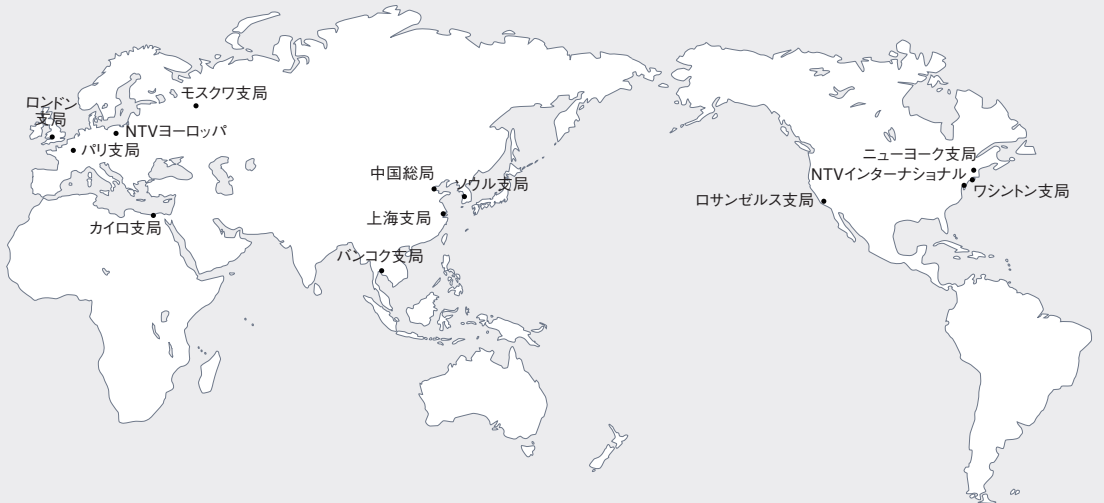 ロンドン
支局
モスクワ支局
NTVヨーロッパ
パリ支局
カイロ支局
中国総局
ソウル支局
上海支局
バンコク支局
ニューヨーク支局
NTVインターナショナル
ワシントン支局
ロサンゼルス支局